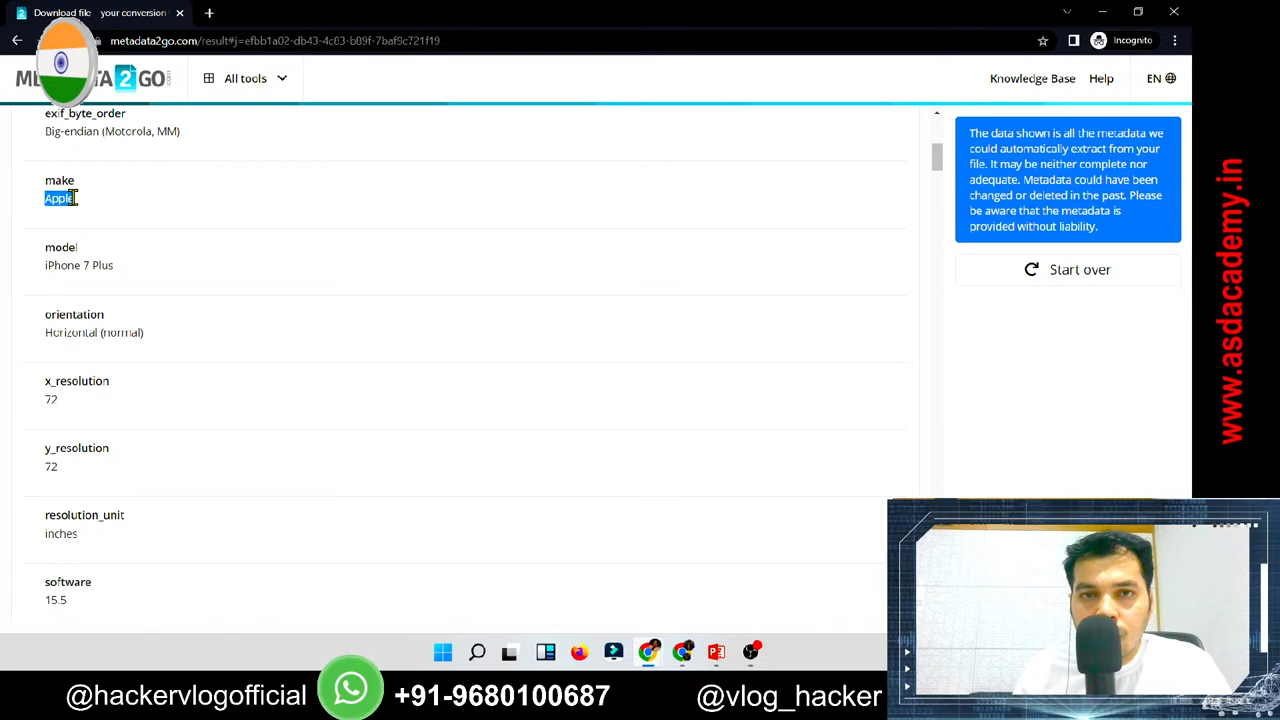 Download file - your conversion
metadata2go.com/result#j=efbb1a02-db43-4c83-b89f-7baf9c721f19
Incognito
2GO
All tools
Knowledge Base
Help
EN
exif_byte_order
Big-endian (Motorola, MM)
make
Apple
model
iPhone 7 Plus
orientation
Horizontal (normal)
x_resolution
72
y_resolution
72
resolution_unit
inches
software
15.5
The data shown is all the metadata we
could automatically extract from your
file. It may be neither complete nor
adequate. Metadata could have been
changed or deleted in the past. Please
be aware that the metadata is
provided without liability.
Start over
www.asdacademy.in
@hackervlogofficial
+91-9680100687
@vlog_hacker